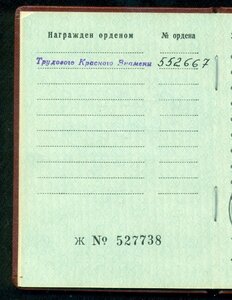 Награжден орденом № ордена
Трудового Красного Знамени 552667
Ж № 527738